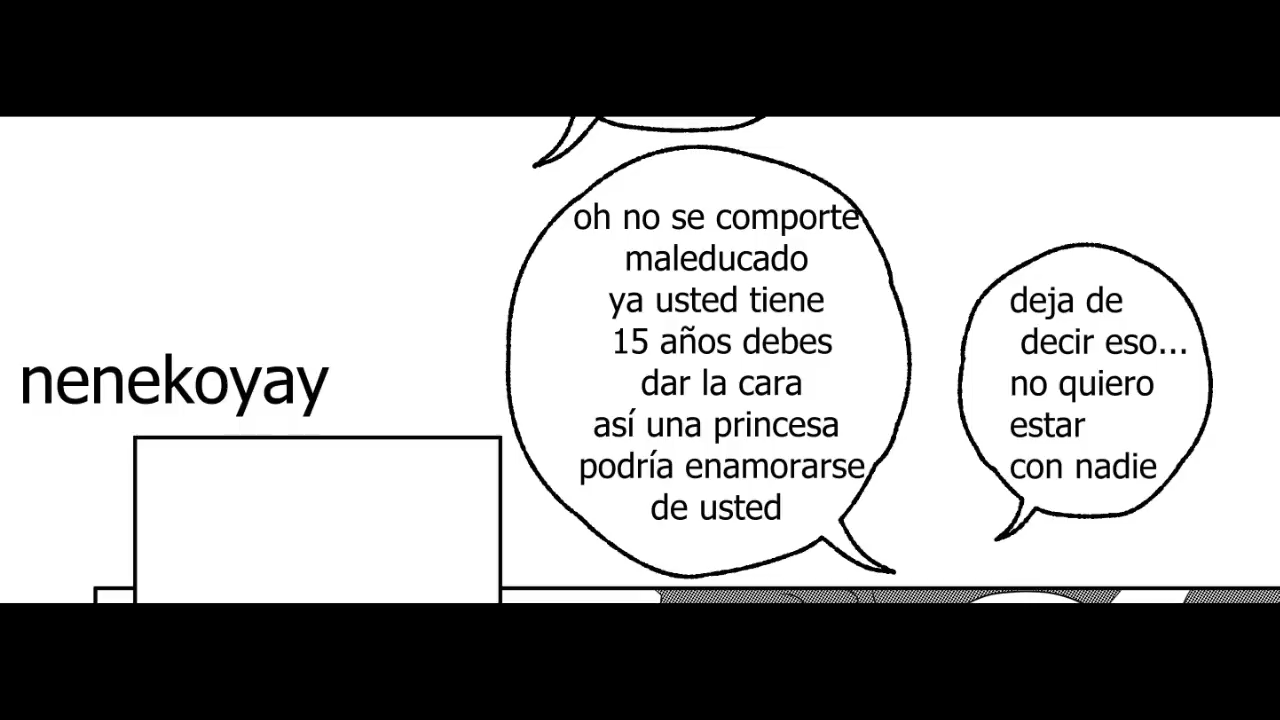 oh no se comporte
maleducado
ya usted tiene
15 años debes
dar la cara
así una princesa
podría enamorarse
de usted
deja de
decir eso...
no quiero
estar
con nadie
nenekoyay